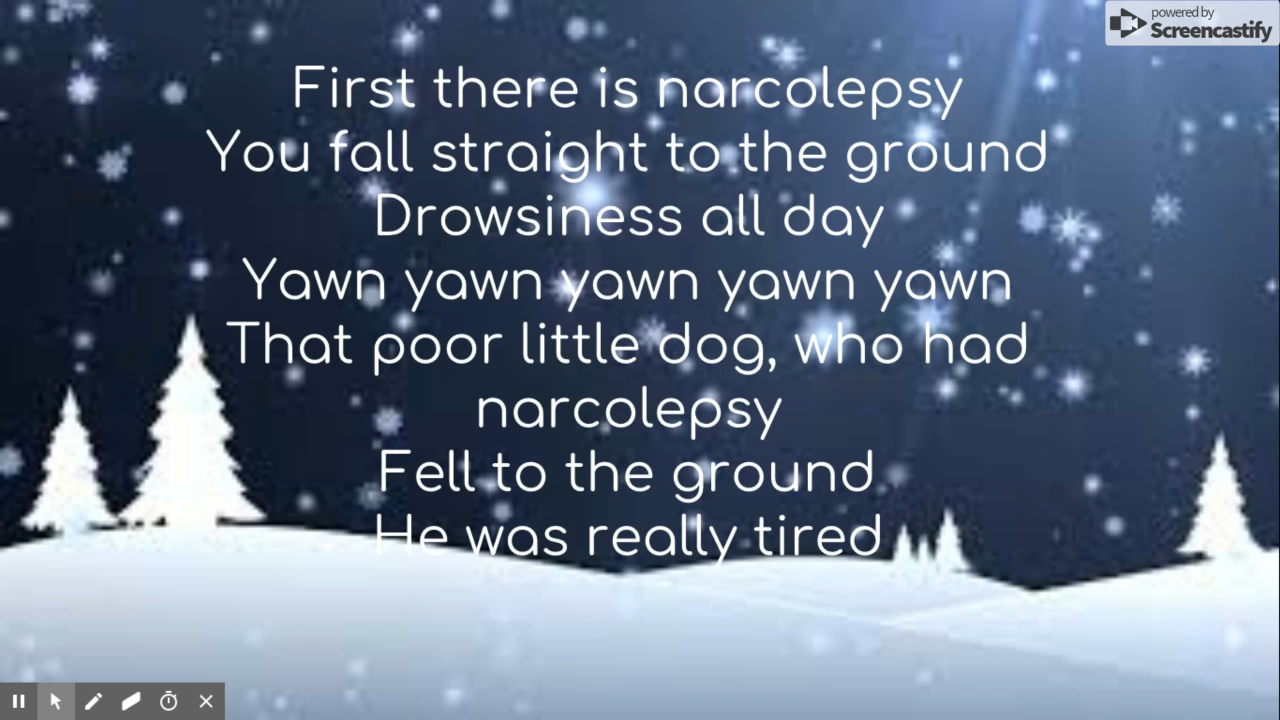 powered by
Screencastify
First there is narcolepsy
You fall straight to the ground
Drowsiness all day
Yawn yawn yawn yawn yawn
That poor little dog, who had
narcolepsy
Fell to the ground
He was really tired